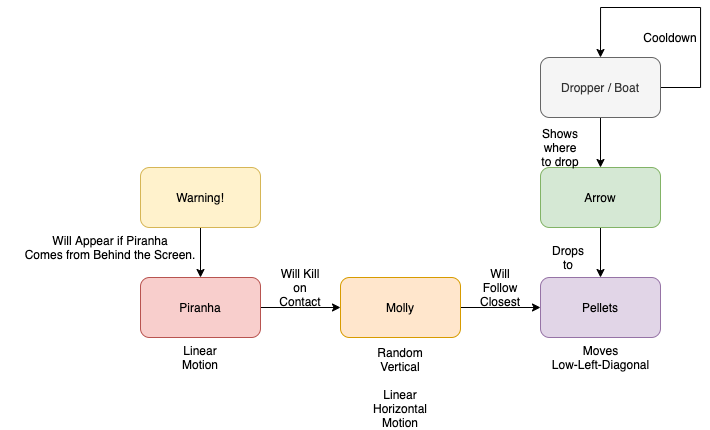 Cooldown
Dropper / Boat
Shows
where
to drop
Warning!
Arrow
Will Appear if Piranha
Comes from Behind the Screen.
Drops
to
Will Kill
on
Contact
Will
Follow
Closest
Piranha
Molly
Pellets
Linear
Motion
Random
Vertical
Linear
Horizontal
Motion
Moves
Low-Left-Diagonal